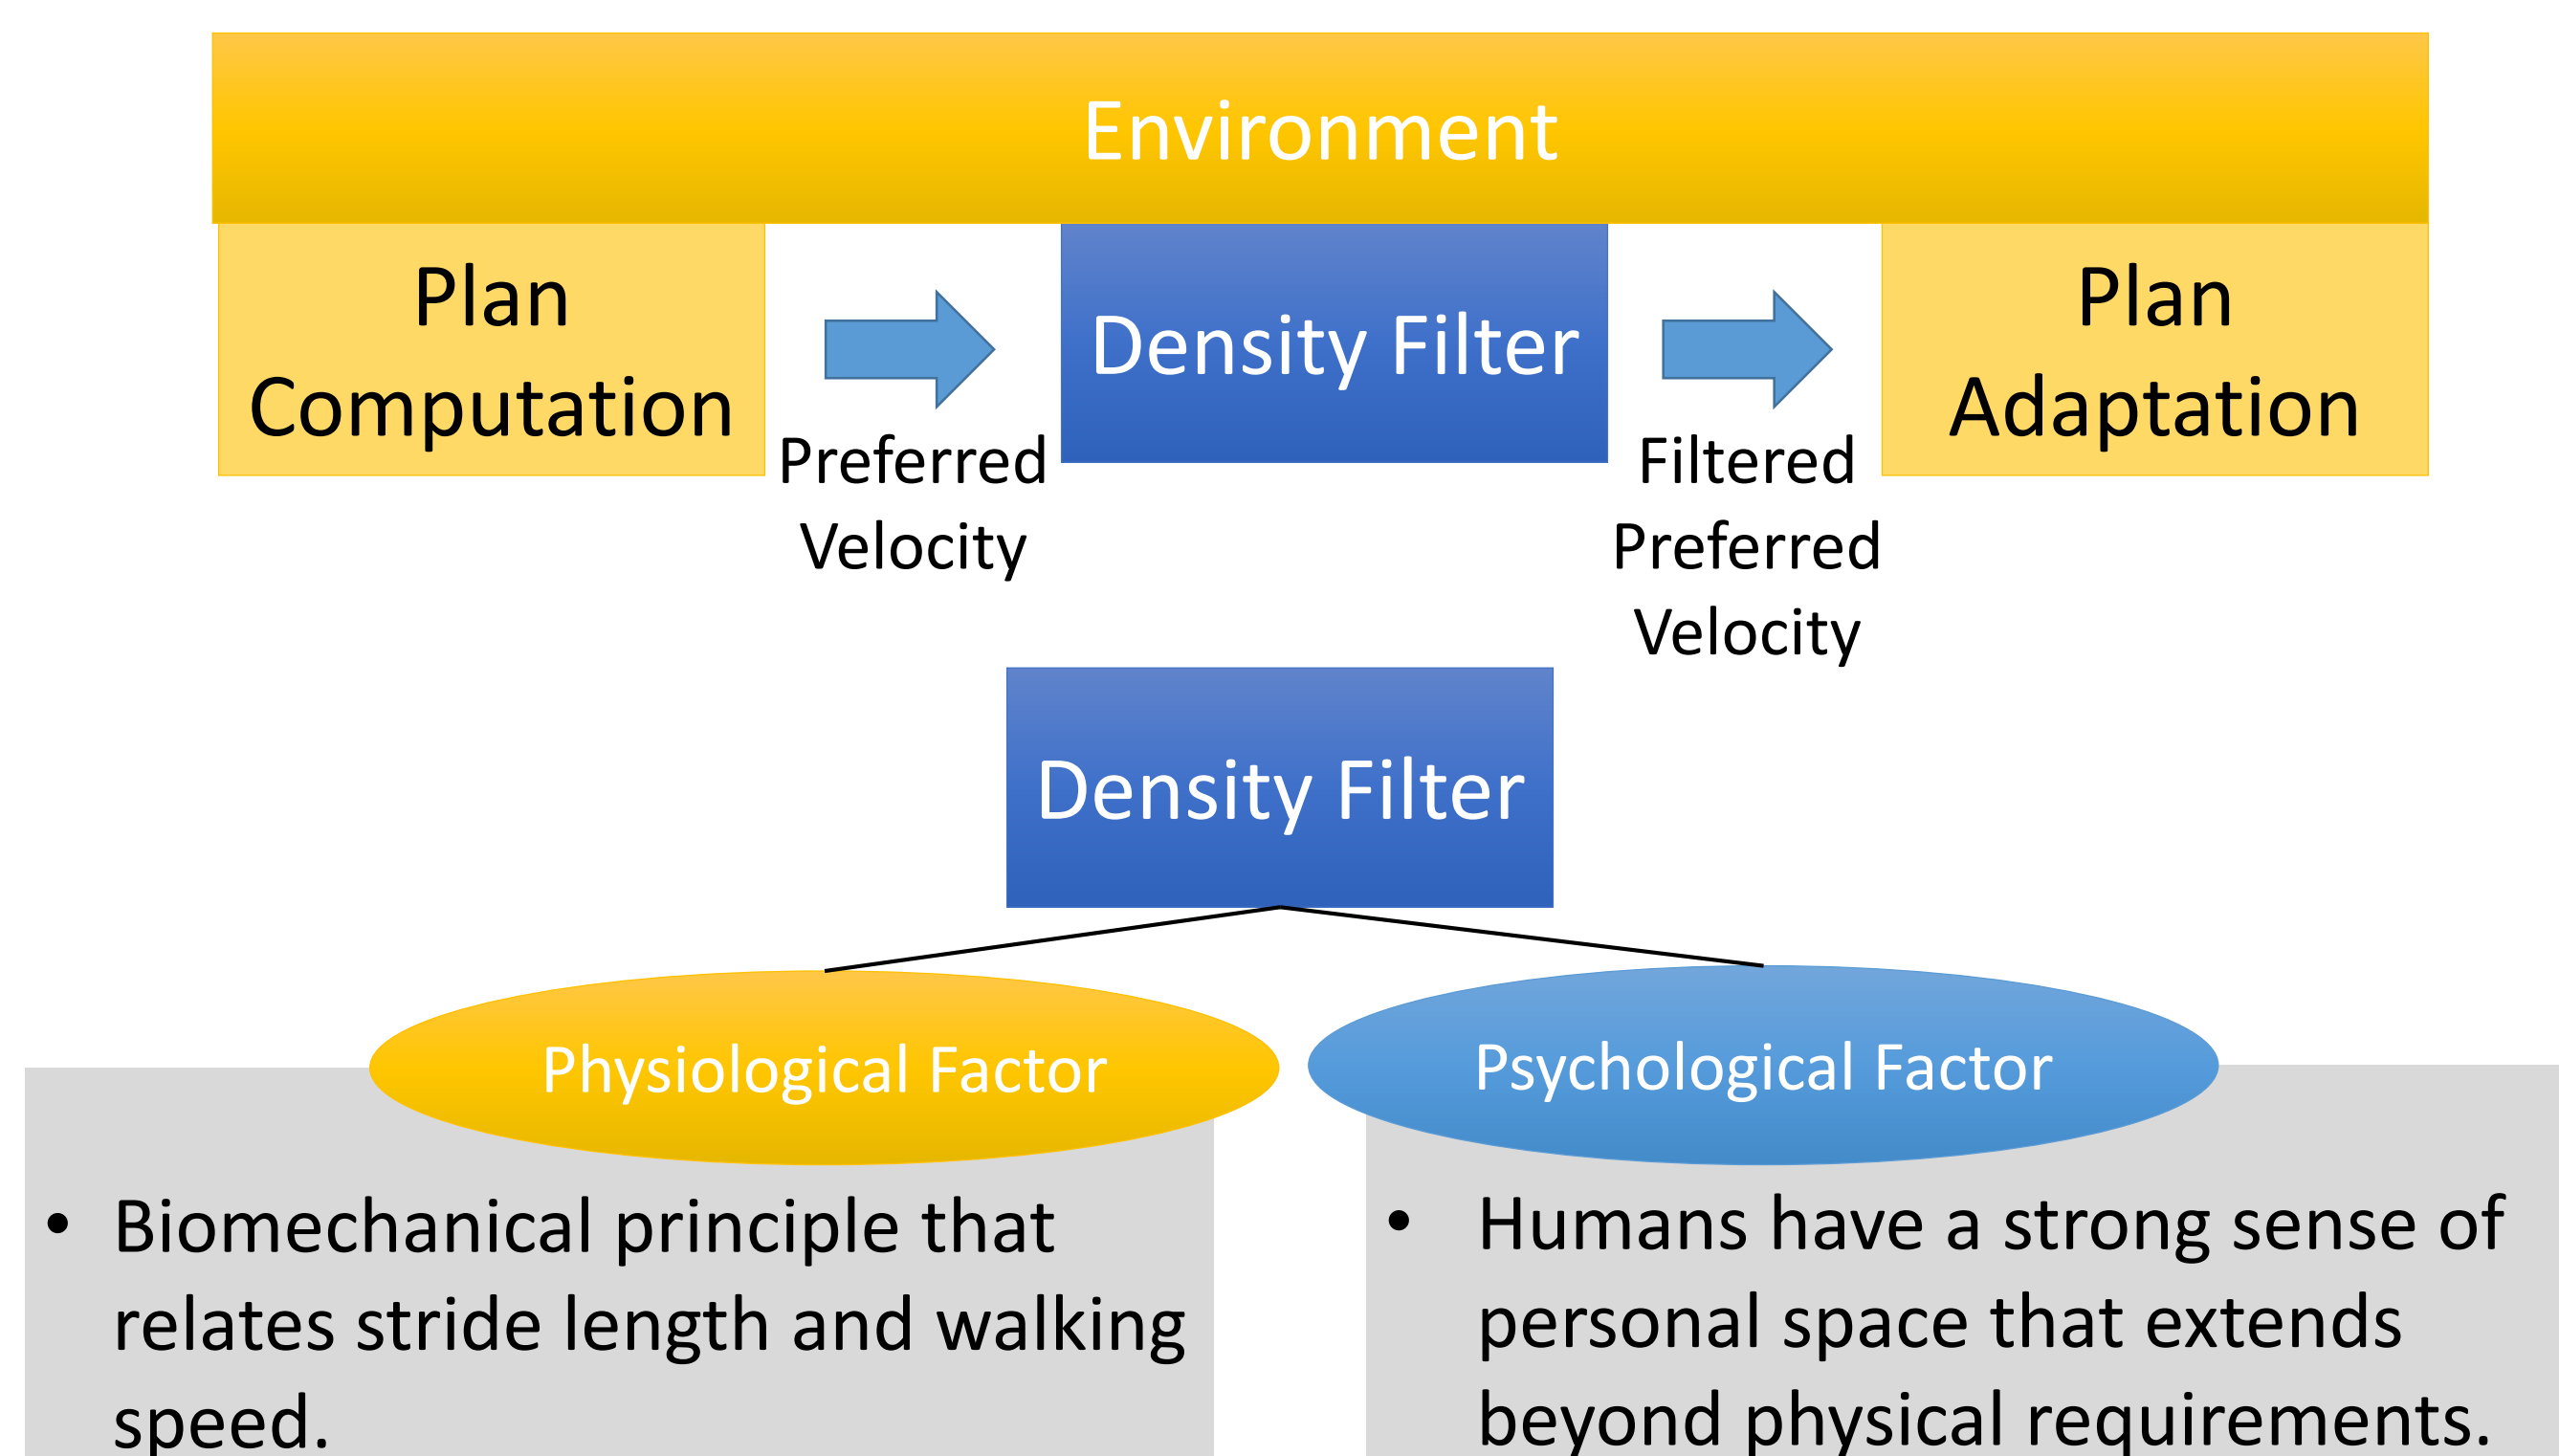 Environment
Plan
Computation
Preferred
Velocity
Density Filter
Filtered
Preferred
Velocity
Plan
Adaptation
Density Filter
Physiological Factor
• Biomechanical principle that
relates stride length and walking
speed.
Psychological Factor
• Humans have a strong sense of
personal space that extends
beyond physical requirements.